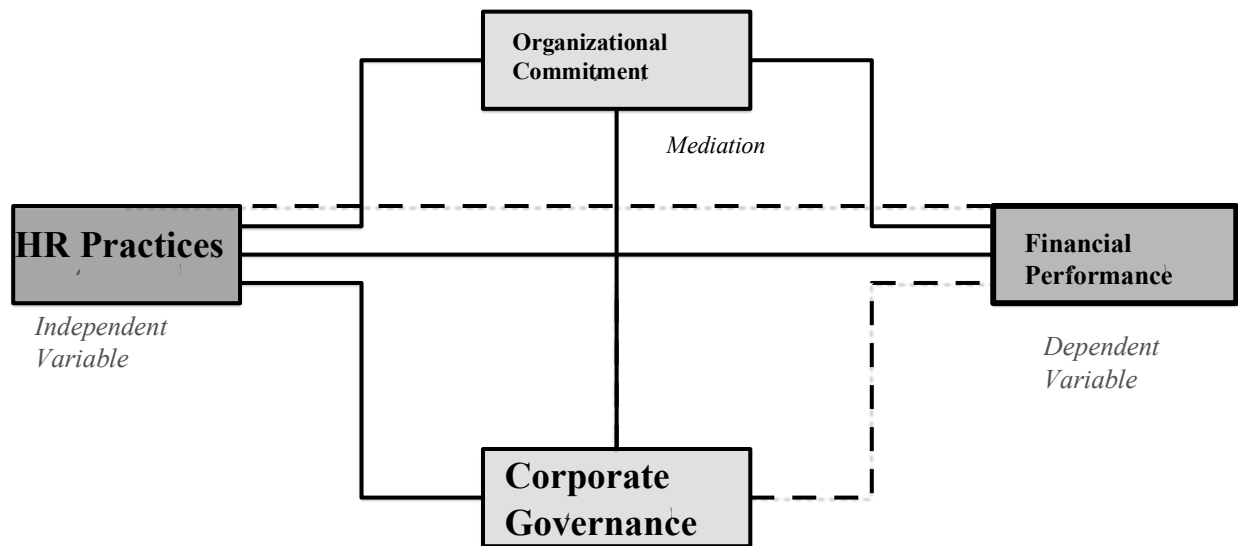 Organizational
Commitment
Mediation
HR Practices
Independent
Variable
Financial
Performance
Dependent
Variable
Corporate
Governance